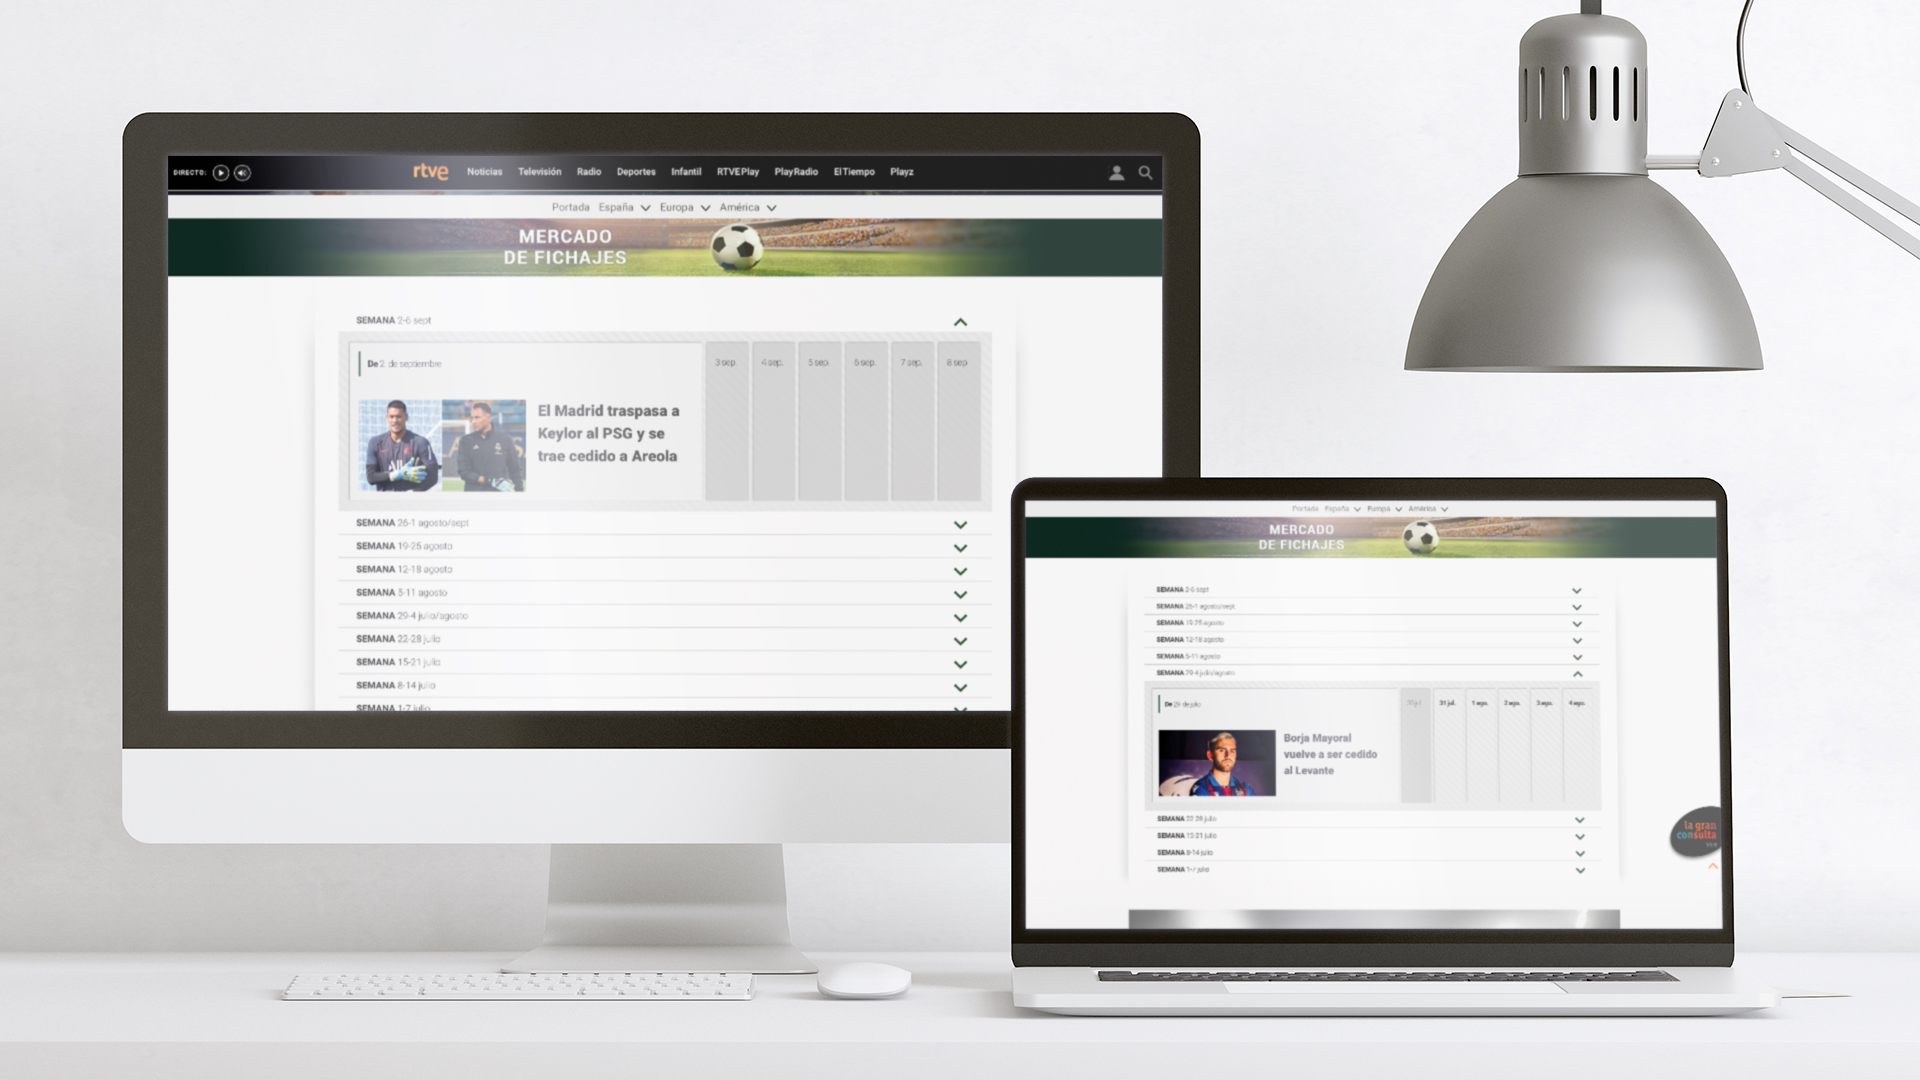 DIRECTO:
rtve Noticias Televisión Radio Deportes Infantil RTVEPlay PlayRadio ElTiempo Playz
Portada España Europa América
MERCADO
DE FICHAJES
SEMANA 2-6 sept
De 2 de septiembre
3 sep. 4 sep. 5 sep. 6 sep. 7 sep. 8 sep
El Madrid traspasa a
Keylor al PSG y se
trae cedido a Areola
SEMANA 26-1 agosto/sept
SEMANA 19-25 agosto
SEMANA 12-18 agosto
SEMANA 5-11 agosto
SEMANA 29-4 julio/agosto
SEMANA 22-28 julio
SEMANA 15-21 julio
SEMANA 8-14 julio
SEMANA 1-7 julio
Portada España Europa América
MERCADO
DE FICHAJES
SEMANA 2-6 sept
SEMANA 26-1 agosto/sept
SEMANA 19-25 agosto
SEMANA 12-18 agosto
SEMANA 5-11 agosto
SEMANA 29-4 julio/agosto
De 29 de julio
30 jul 31 jul. 1 ago. 2 ago. 3 ago. 4 ago.
Borja Mayoral
vuelve a ser cedido
al Levante
SEMANA 22-28 julio
SEMANA 15-21 julio
SEMANA 8-14 julio
SEMANA 1-7 julio
la gran
consulta